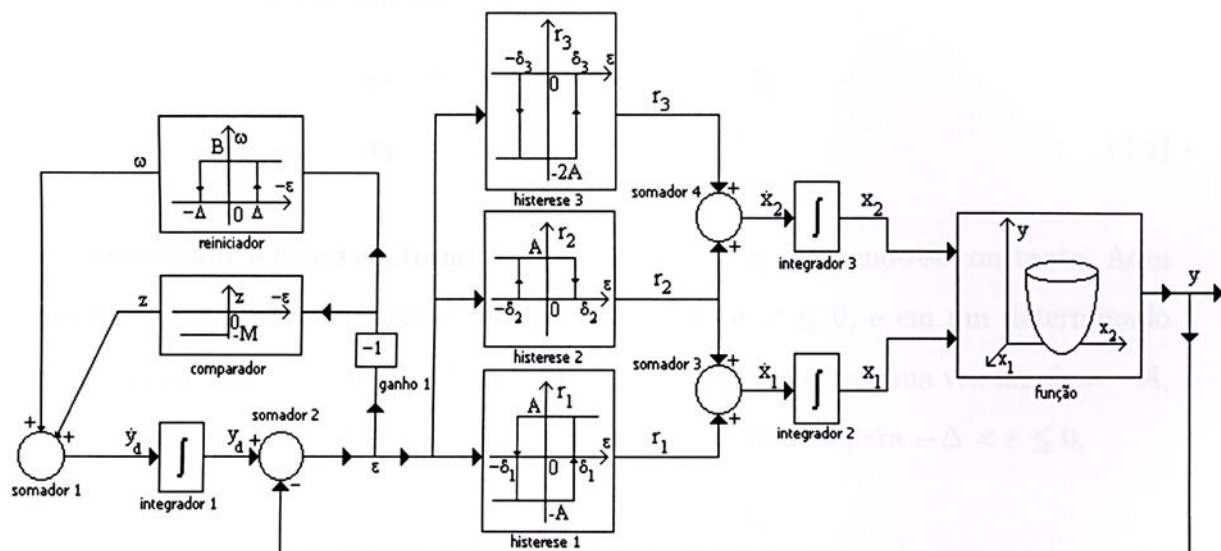 r₃
-δ₃
δ₃
ε
0
-2A
histerese 3
r₃
B
ω
-ε
-Δ
0
Δ
reiniciador
ω
z
-ε
0
-M
comparador
z
-1
ganho 1
r₂
A
ε
-δ₂
0
δ₂
histerese 2
r₂
A
r₁
ε
-δ₁
0
δ₁
-A
histerese 1
r₁
somador 4
+
+
ẋ₂
∫
x₂
integrador 3
somador 3
+
+
ẋ₁
∫
x₁
integrador 2
y
x₂
x₁
função
y
+
+
somador 1
ẏd
∫
integrador 1
yd
somador 2
+
-
ε
para −Δ < ε ≤ 0,